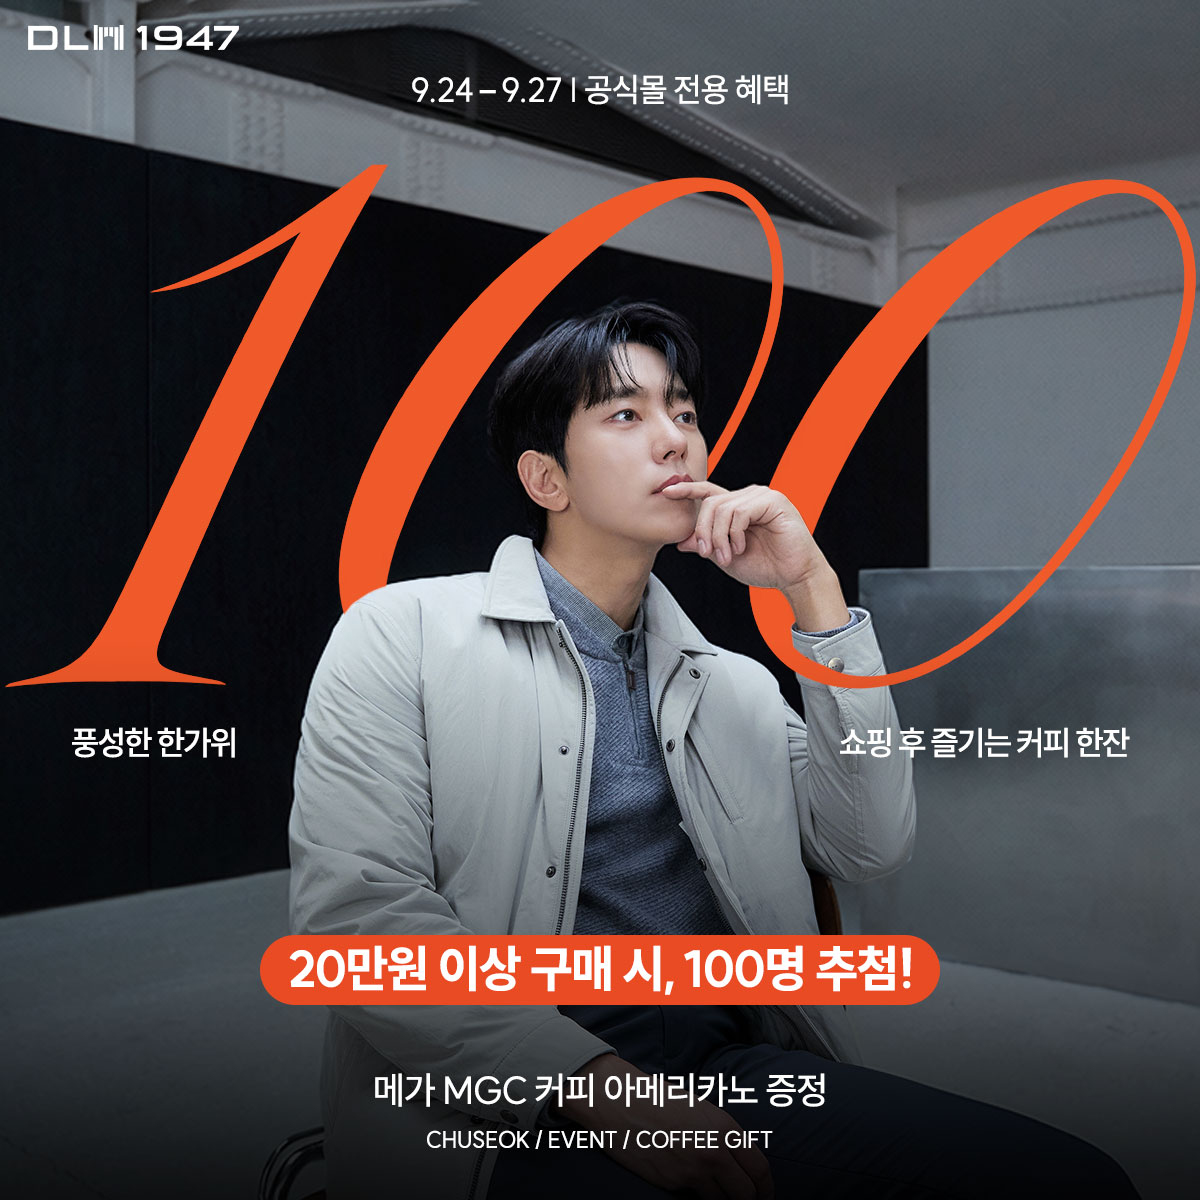 DLM 1947
9.24 – 9.27 | 공식몰 전용 혜택
100
풍성한 한가위
쇼핑 후 즐기는 커피 한잔
20만원 이상 구매 시, 100명 추첨!
메가 MGC 커피 아메리카노 증정
CHUSEOK / EVENT / COFFEE GIFT